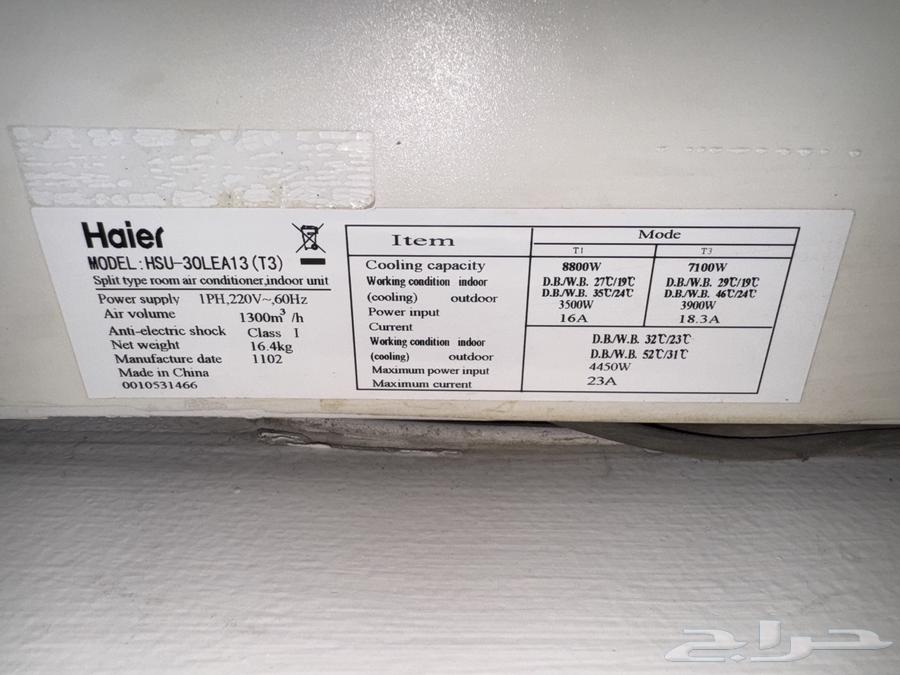 Haier
MODEL:HSU-30LEA13(T3)
Split type room air conditioner,indoor unit
Power supply 1PH,220V~,60Hz
Air volume 1300m³/h
Anti-electric shock Class I
Net weight 16.4kg
Manufacture date 1102
Made in China
0010531466
Item Mode
T1 T3
Cooling capacity 8800W 7100W
Working condition indoor D.B./W.B. 27℃/19℃ D.B./W.B. 29℃/19℃
(cooling) outdoor D.B./W.B. 35℃/24℃ D.B./W.B. 46℃/24℃
Power input 3500W 3900W
Current 16A 18.3A
Working condition indoor D.B./W.B. 32℃/23℃
(cooling) outdoor D.B./W.B. 52℃/31℃
Maximum power input 4450W
Maximum current 23A
حراج